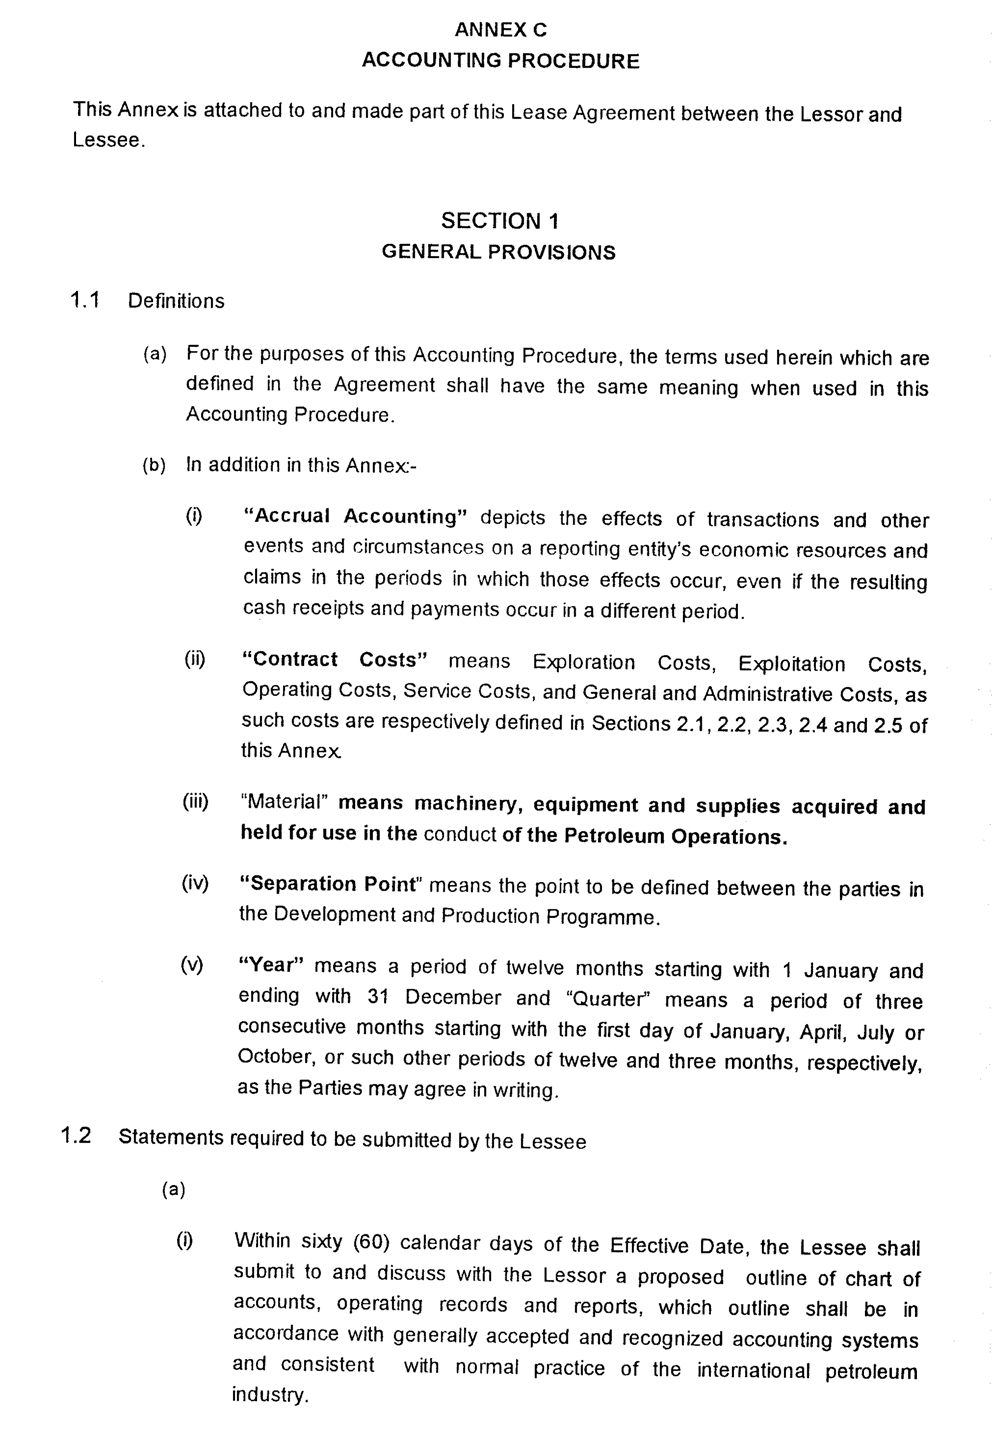 ANNEX C
ACCOUNTING PROCEDURE
This Annex is attached to and made part of this Lease Agreement between the Lessor and
Lessee.
SECTION 1
GENERAL PROVISIONS
1.1 Definitions
(a) For the purposes of this Accounting Procedure, the terms used herein which are
defined in the Agreement shall have the same meaning when used in this
Accounting Procedure.
(b) In addition in this Annex:-
(i) “Accrual Accounting” depicts the effects of transactions and other
events and circumstances on a reporting entity’s economic resources and
claims in the periods in which those effects occur, even if the resulting
cash receipts and payments occur in a different period.
(ii) “Contract Costs” means Exploration Costs, Exploitation Costs,
Operating Costs, Service Costs, and General and Administrative Costs, as
such costs are respectively defined in Sections 2.1, 2.2, 2.3, 2.4 and 2.5 of
this Annex.
(iii) “Material” means machinery, equipment and supplies acquired and
held for use in the conduct of the Petroleum Operations.
(iv) “Separation Point” means the point to be defined between the parties in
the Development and Production Programme.
(v) “Year” means a period of twelve months starting with 1 January and
ending with 31 December and “Quarter” means a period of three
consecutive months starting with the first day of January, April, July or
October, or such other periods of twelve and three months, respectively,
as the Parties may agree in writing.
1.2 Statements required to be submitted by the Lessee
(a)
(i) Within sixty (60) calendar days of the Effective Date, the Lessee shall
submit to and discuss with the Lessor a proposed outline of chart of
accounts, operating records and reports, which outline shall be in
accordance with generally accepted and recognized accounting systems
and consistent with normal practice of the international petroleum
industry.